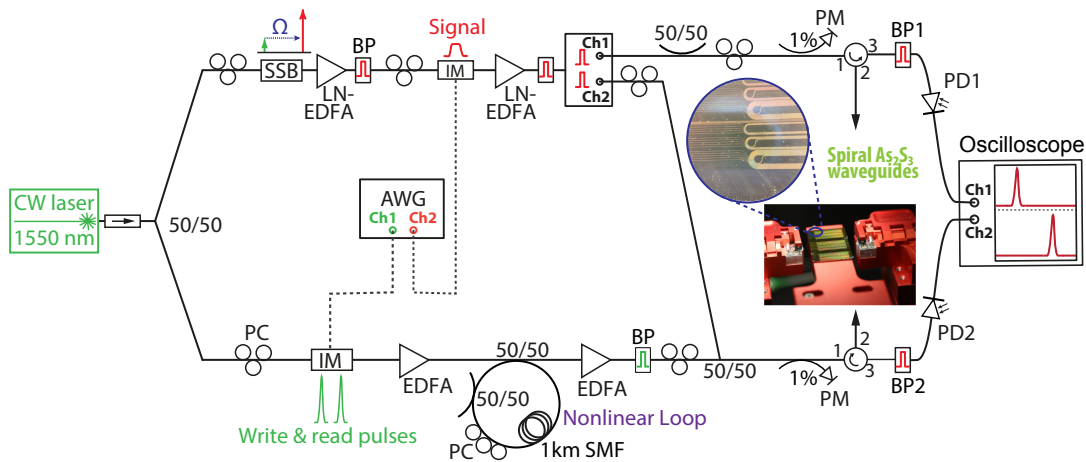 Ω
SSB
LN-
EDFA
BP
Signal
IM
LN-
EDFA
Ch1
Ch2
50/50
1%
PM
1
2
3
BP1
PD1
CW laser
1550 nm
50/50
AWG
Ch1
Ch2
Spiral As₂S₃
waveguides
Oscilloscope
Ch1
Ch2
PC
IM
EDFA
50/50
50/50
EDFA
BP
50/50
1%
PM
1
2
3
BP2
PD2
Write & read pulses
PC
Nonlinear Loop
1km SMF